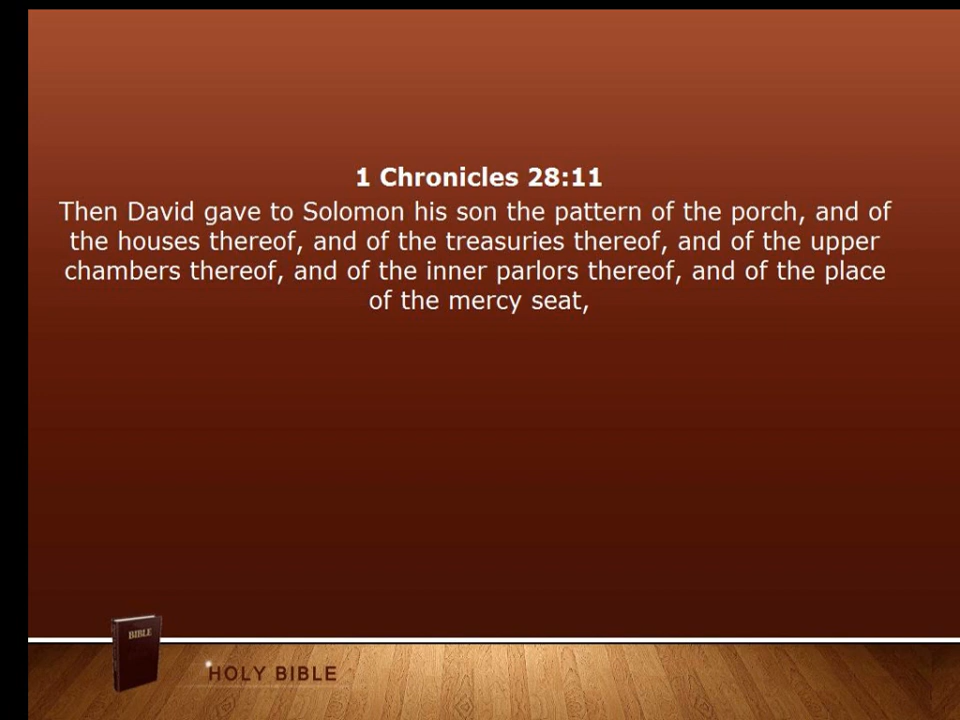 1 Chronicles 28:11
Then David gave to Solomon his son the pattern of the porch, and of
the houses thereof, and of the treasuries thereof, and of the upper
chambers thereof, and of the inner parlors thereof, and of the place
of the mercy seat,
BIBLE
HOLY BIBLE